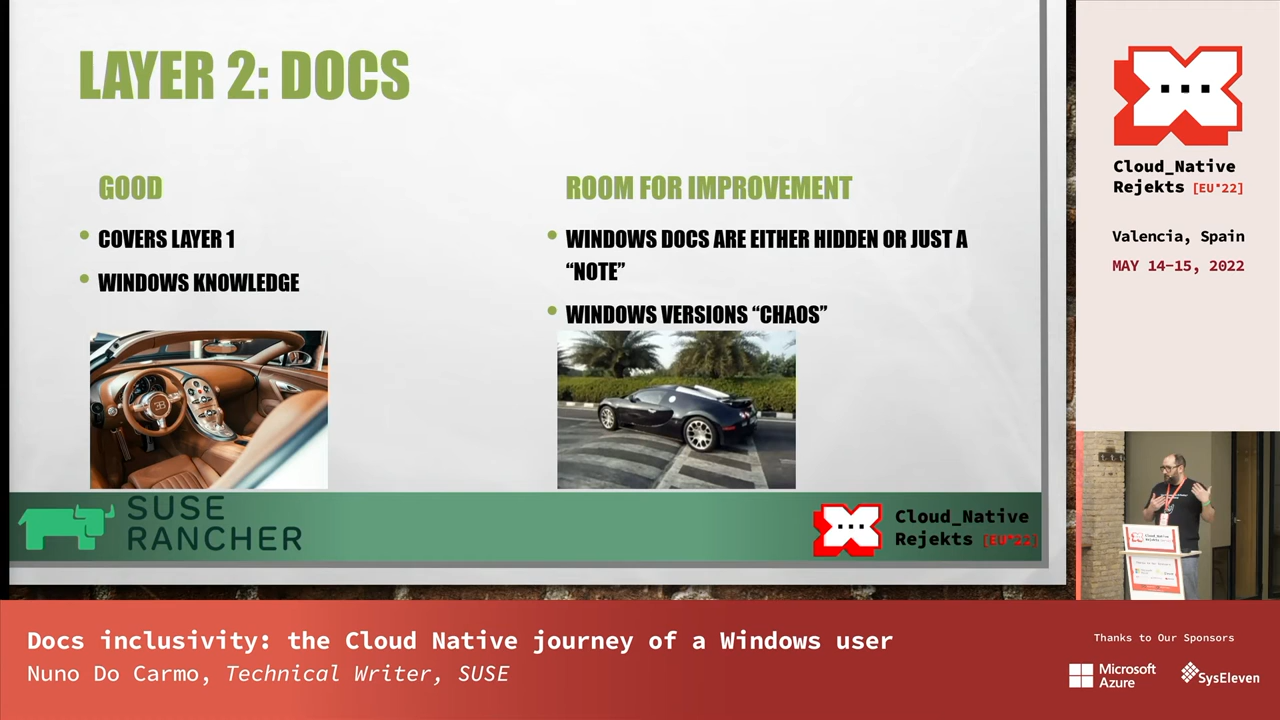 LAYER 2: DOCS
GOOD
• COVERS LAYER 1
• WINDOWS KNOWLEDGE
ROOM FOR IMPROVEMENT
• WINDOWS DOCS ARE EITHER HIDDEN OR JUST A
“NOTE”
• WINDOWS VERSIONS “CHAOS”
SUSE
RANCHER
Cloud_Native
Rejekts [EU*22]
Cloud_Native
Rejekts [EU*22]
Valencia, Spain
MAY 14-15, 2022
Docs inclusivity: the Cloud Native journey of a Windows user
Nuno Do Carmo, Technical Writer, SUSE
Thanks to Our Sponsors
Microsoft
Azure
SysEleven